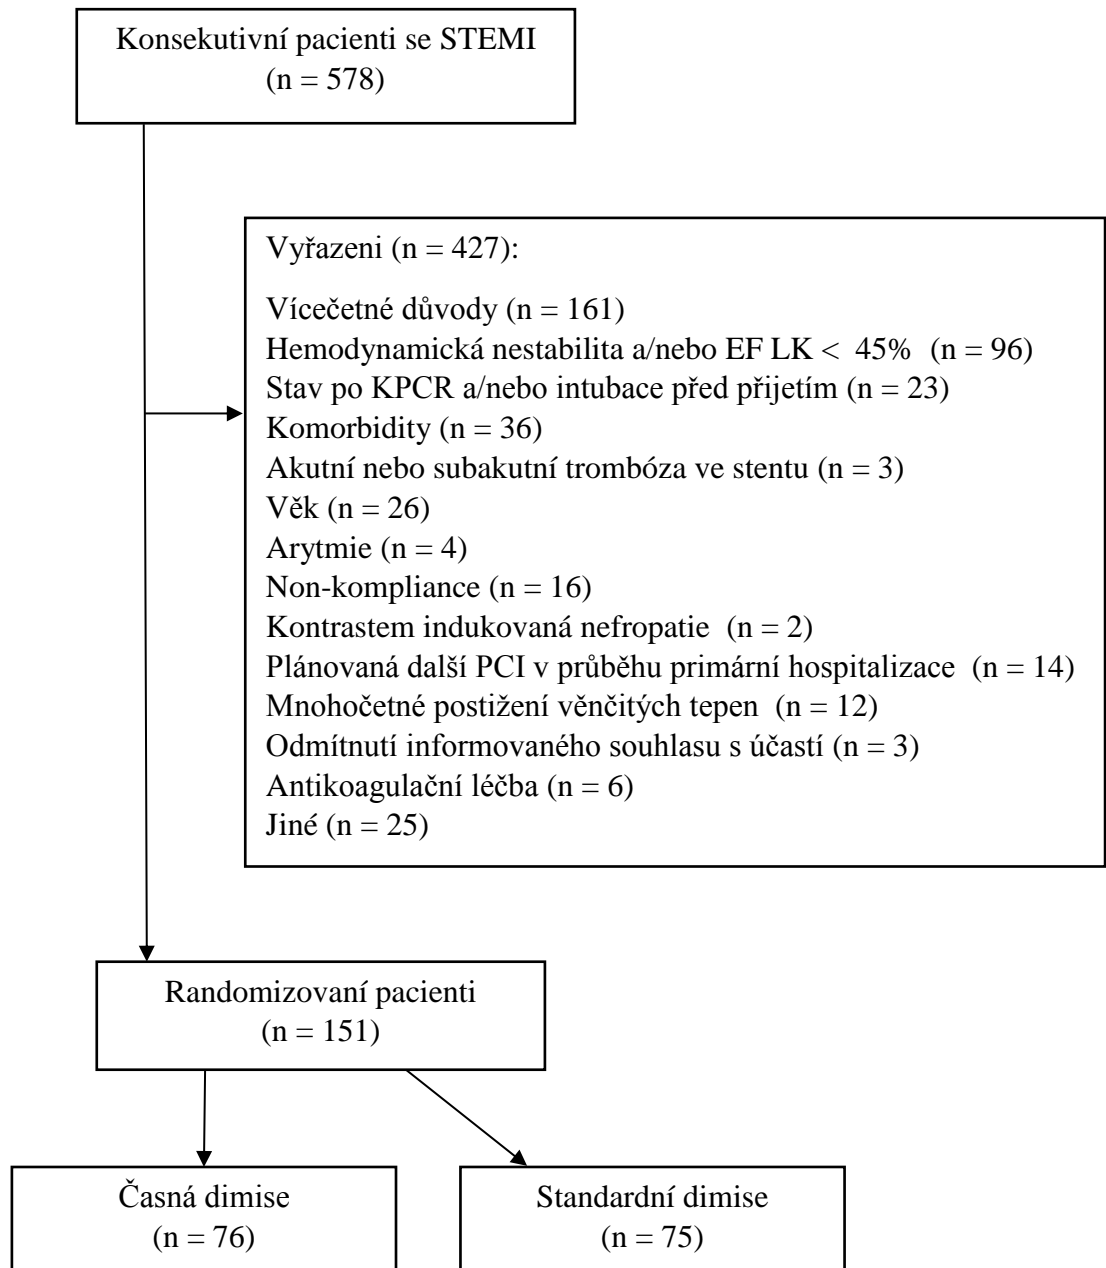 Konsekutivní pacienti se STEMI
(n = 578)
Vyřazeni (n = 427):
Vícečetné důvody (n = 161)
Hemodynamická nestabilita a/nebo EF LK < 45% (n = 96)
Stav po KPCR a/nebo intubace před přijetím (n = 23)
Komorbidity (n = 36)
Akutní nebo subakutní trombóza ve stentu (n = 3)
Věk (n = 26)
Arytmie (n = 4)
Non-kompliance (n = 16)
Kontrastem indukovaná nefropatie (n = 2)
Plánovaná další PCI v průběhu primární hospitalizace (n = 14)
Mnohočetné postižení věnčitých tepen (n = 12)
Odmítnutí informovaného souhlasu s účastí (n = 3)
Antikoagulační léčba (n = 6)
Jiné (n = 25)
Randomizovaní pacienti
(n = 151)
Časná dimise
(n = 76)
Standardní dimise
(n = 75)